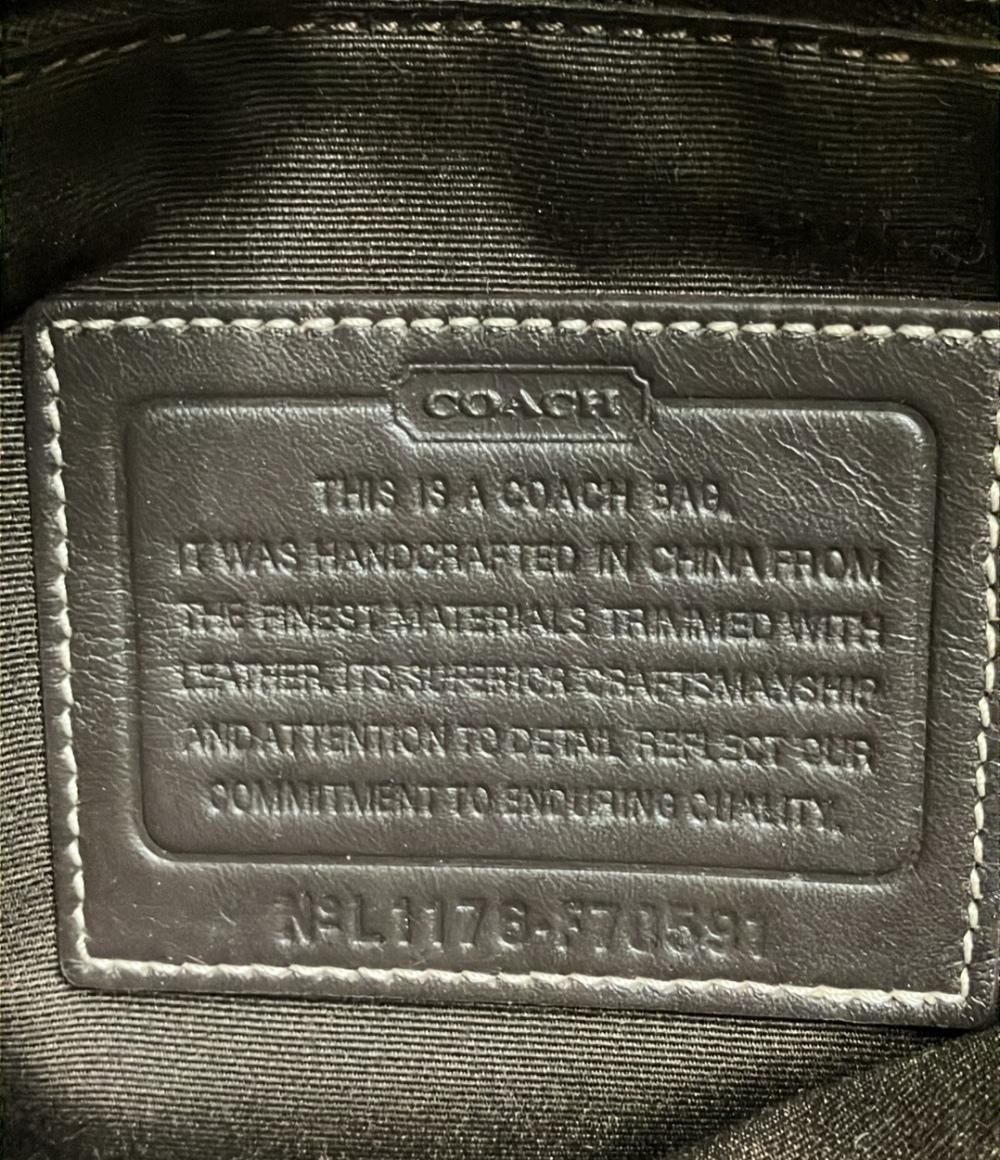 COACH
THIS IS A COACH BAG.
IT WAS HANDCRAFTED IN CHINA FROM
THE FINEST MATERIALS TRIMMED WITH
LEATHER. ITS SUPERIOR CRAFTSMANSHIP
AND ATTENTION TO DETAIL REFLECT OUR
COMMITMENT TO ENDURING QUALITY.
Nº L1176-F70591